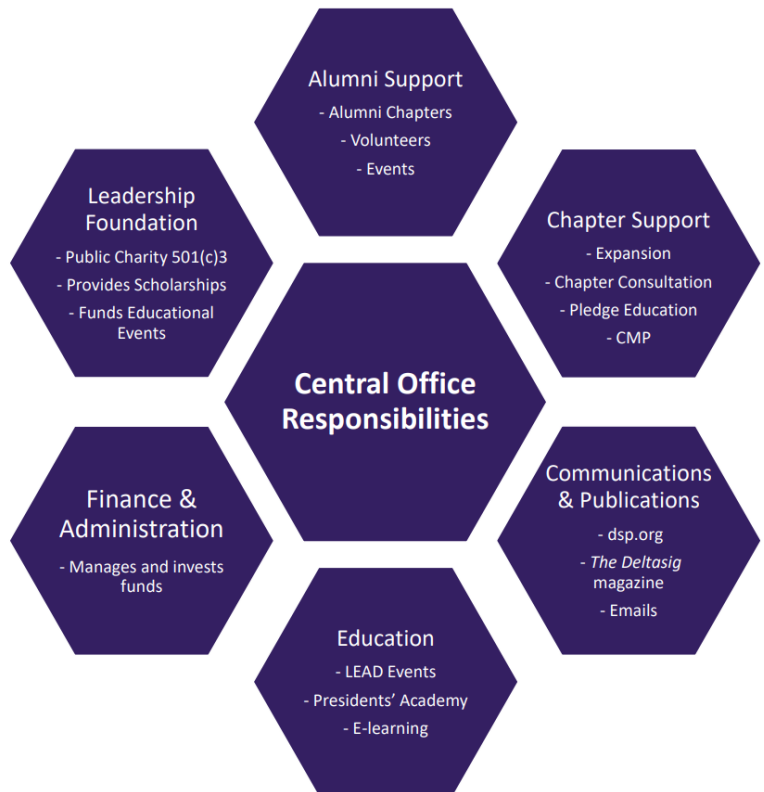 Alumni Support
- Alumni Chapters
- Volunteers
- Events
Leadership
Foundation
- Public Charity 501(c)3
- Provides Scholarships
- Funds Educational
Events
Chapter Support
- Expansion
- Chapter Consultation
- Pledge Education
- CMP
Central Office
Responsibilities
Finance &
Administration
- Manages and invests
funds
Communications
& Publications
- dsp.org
- The Deltasig
magazine
- Emails
Education
- LEAD Events
- Presidents’ Academy
- E-learning